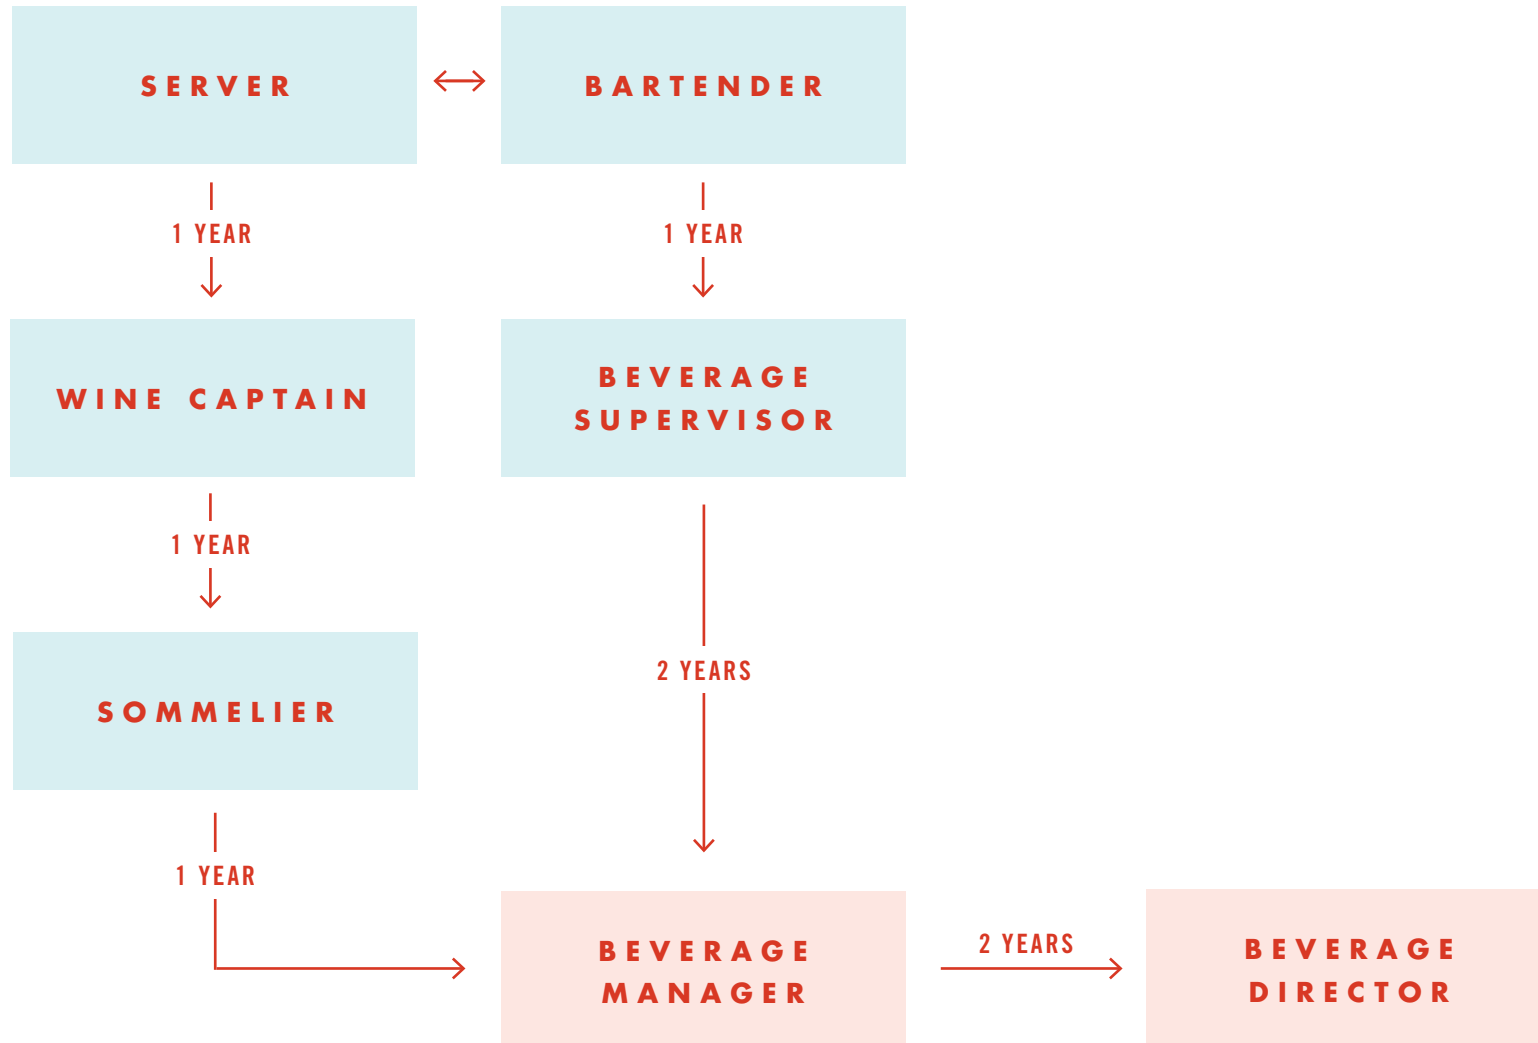 SERVER
BARTENDER
1 YEAR
1 YEAR
WINE CAPTAIN
BEVERAGE
SUPERVISOR
1 YEAR
2 YEARS
SOMMELIER
1 YEAR
BEVERAGE
MANAGER
2 YEARS
BEVERAGE
DIRECTOR